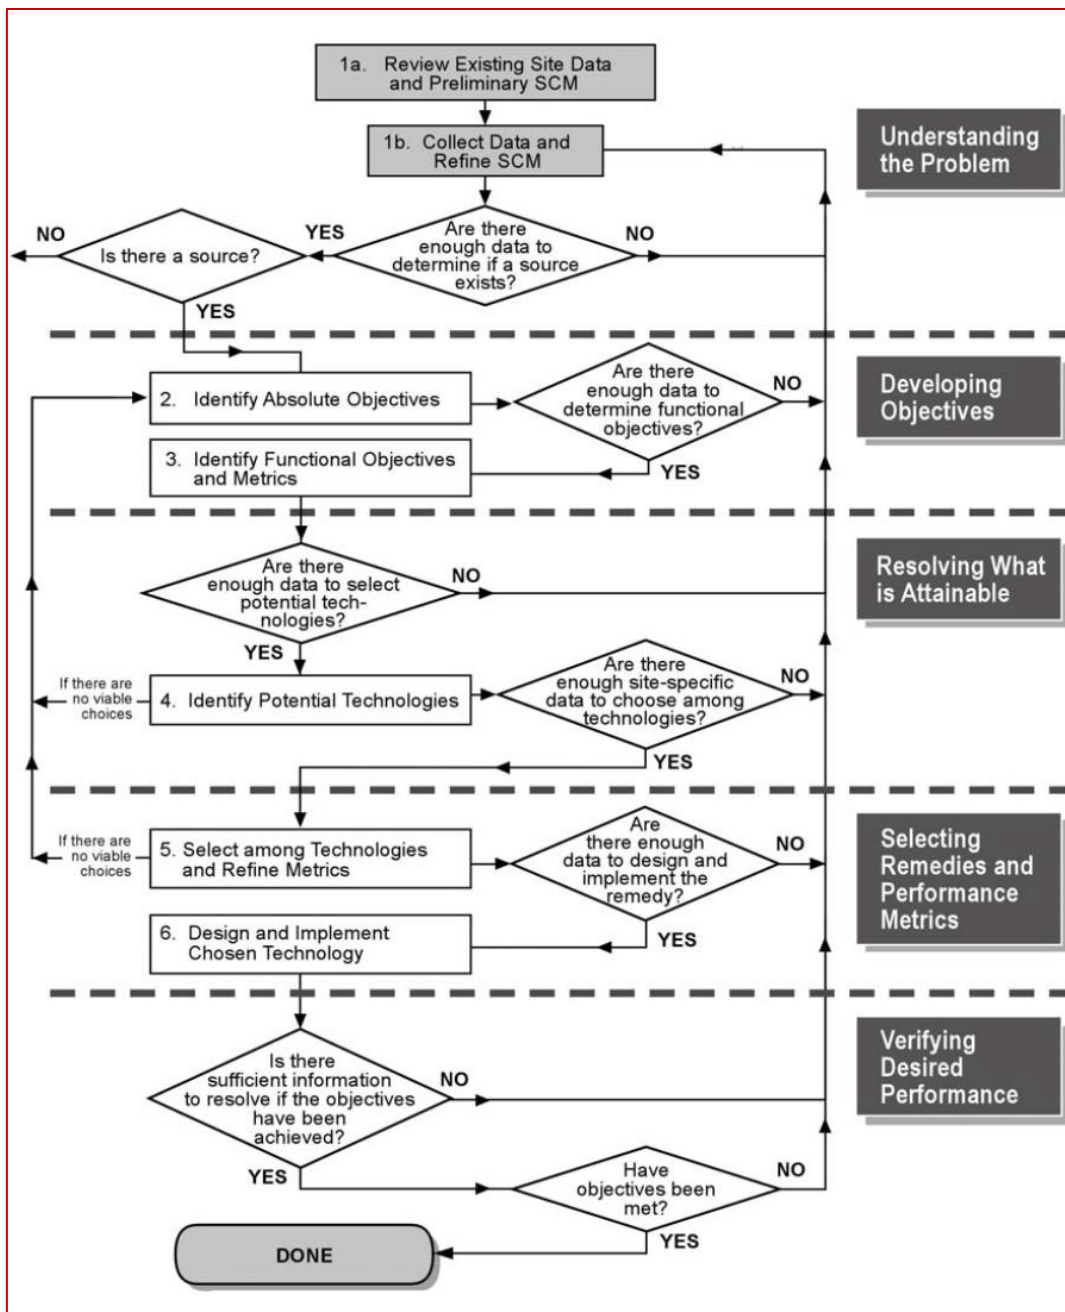 1a. Review Existing Site Data
and Preliminary SCM
1b. Collect Data and
Refine SCM
Understanding
the Problem
Are there
enough data to
determine if a source
exists?
YES
NO
Is there a source?
NO
YES
2. Identify Absolute Objectives
Are there
enough data to
determine functional
objectives?
NO
YES
Developing
Objectives
3. Identify Functional Objectives
and Metrics
Are there
enough data to select
potential tech-
nologies?
NO
YES
Resolving What
is Attainable
If there are
no viable
choices
4. Identify Potential Technologies
Are there
enough site-specific
data to choose among
technologies?
NO
YES
If there are
no viable
choices
5. Select among Technologies
and Refine Metrics
Are
there enough
data to design and
implement the
remedy?
NO
YES
Selecting
Remedies and
Performance
Metrics
6. Design and Implement
Chosen Technology
Is there
sufficient information
to resolve if the objectives
have been
achieved?
NO
YES
Verifying
Desired
Performance
Have
objectives been
met?
NO
YES
DONE